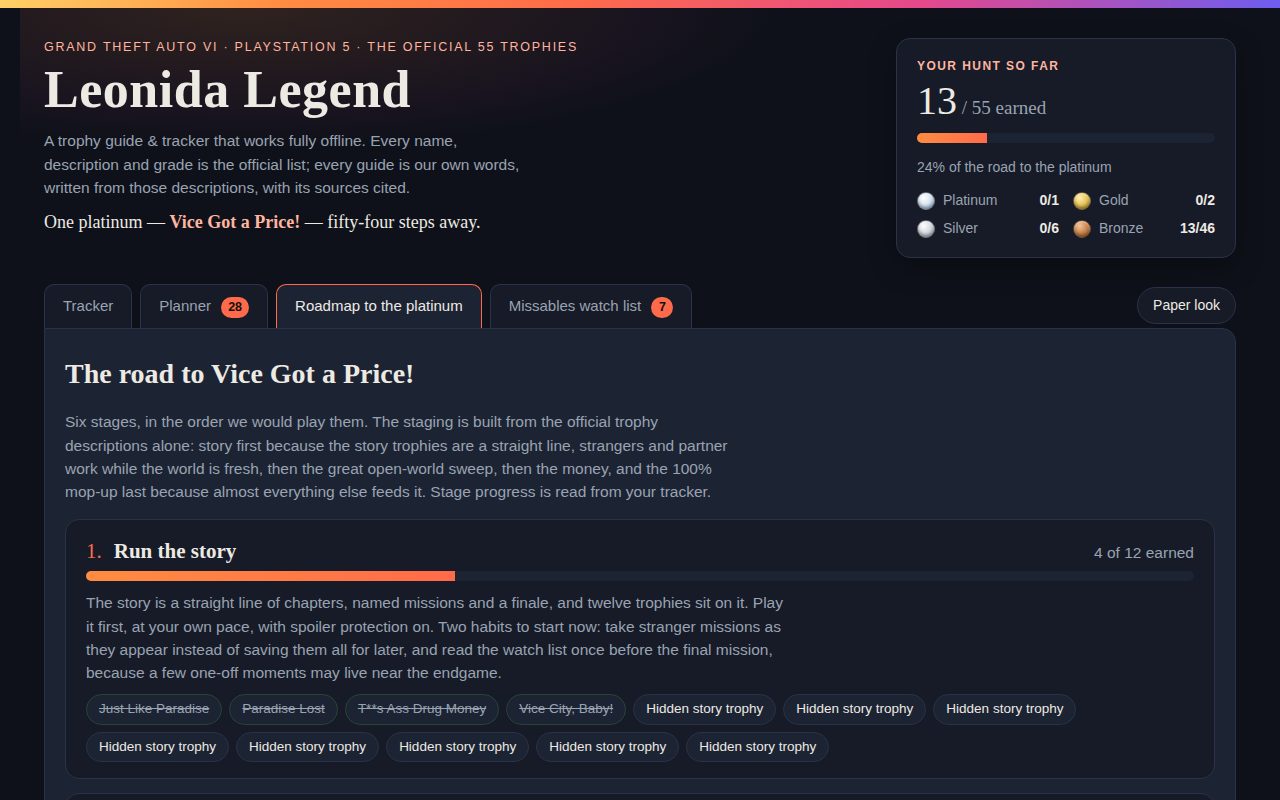 GRAND THEFT AUTO VI · PLAYSTATION 5 · THE OFFICIAL 55 TROPHIES
Leonida Legend
A trophy guide & tracker that works fully offline. Every name,
description and grade is the official list; every guide is our own words,
written from those descriptions, with its sources cited.
One platinum — Vice Got a Price! — fifty-four steps away.
YOUR HUNT SO FAR
13 / 55 earned
24% of the road to the platinum
Platinum 0/1 Gold 0/2
Silver 0/6 Bronze 13/46
Tracker Planner 28 Roadmap to the platinum Missables watch list 7 Paper look
The road to Vice Got a Price!
Six stages, in the order we would play them. The staging is built from the official trophy
descriptions alone: story first because the story trophies are a straight line, strangers and partner
work while the world is fresh, then the great open-world sweep, then the money, and the 100%
mop-up last because almost everything else feeds it. Stage progress is read from your tracker.
1. Run the story 4 of 12 earned
The story is a straight line of chapters, named missions and a finale, and twelve trophies sit on it. Play
it first, at your own pace, with spoiler protection on. Two habits to start now: take stranger missions as
they appear instead of saving them all for later, and read the watch list once before the final mission,
because a few one-off moments may live near the endgame.
Just Like Paradise Paradise Lost T**s Ass Drug Money Vice City, Baby! Hidden story trophy Hidden story trophy Hidden story trophy
Hidden story trophy Hidden story trophy Hidden story trophy Hidden story trophy Hidden story trophy